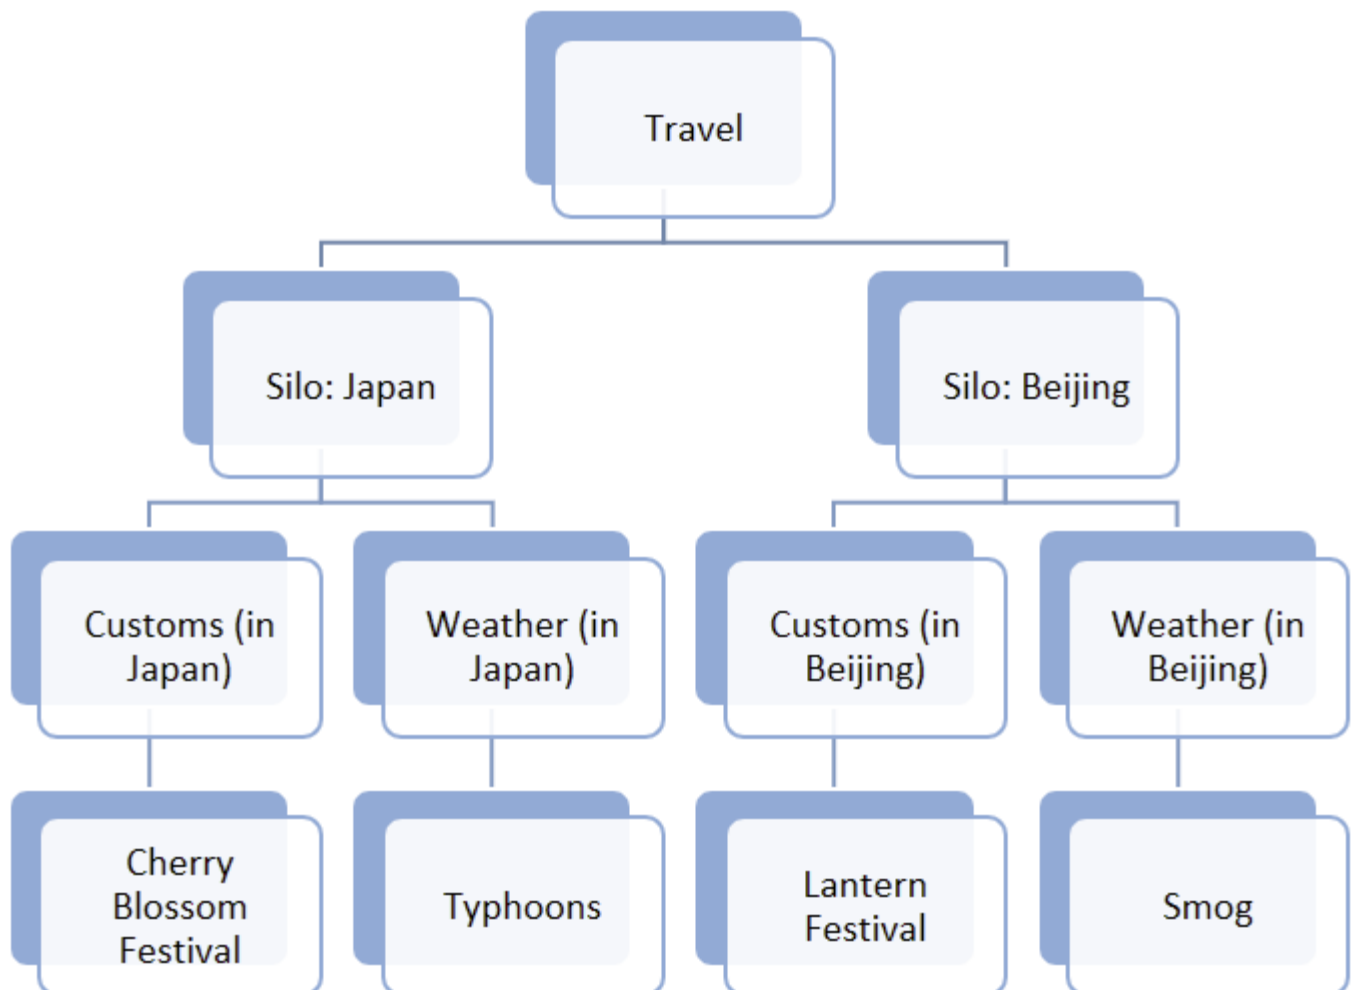 Travel
Silo: Japan
Silo: Beijing
Customs (in
Japan)
Weather (in
Japan)
Customs (in
Beijing)
Weather (in
Beijing)
Cherry
Blossom
Festival
Typhoons
Lantern
Festival
Smog